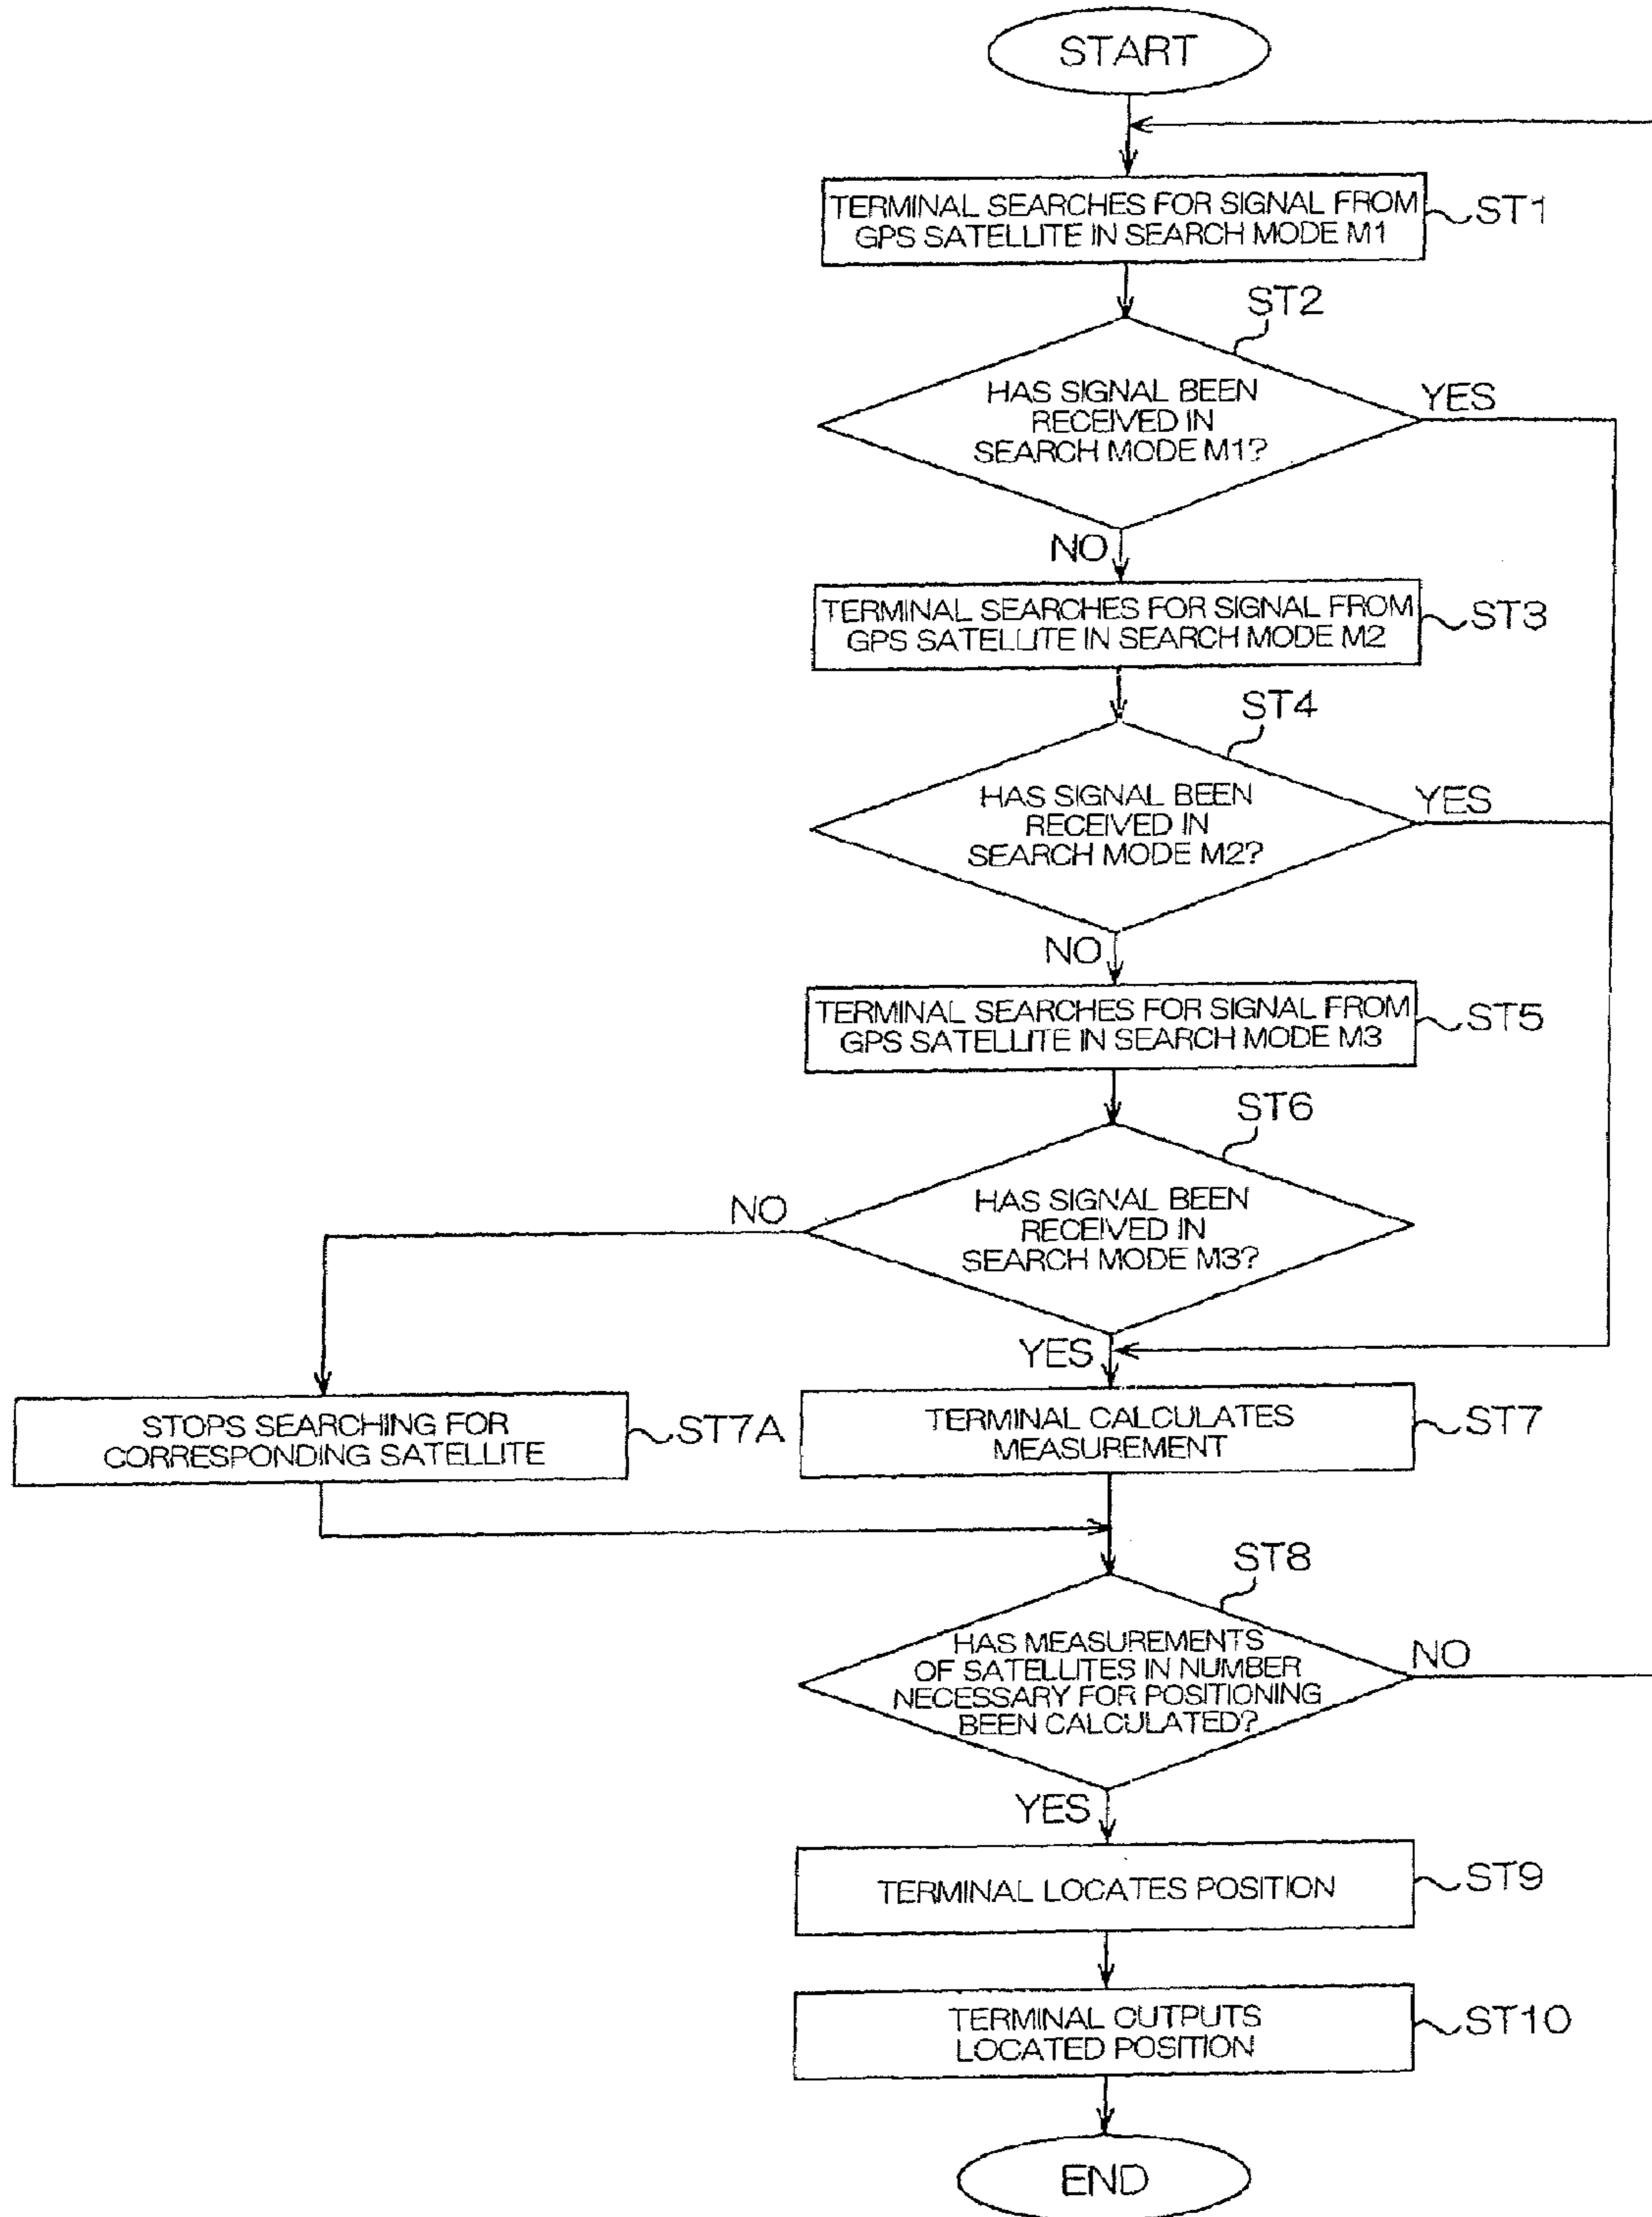 START
TERMINAL SEARCHES FOR SIGNAL FROM
GPS SATELLITE IN SEARCH MODE M1
ST1
ST2
HAS SIGNAL BEEN
RECEIVED IN
SEARCH MODE M1?
YES
NO
TERMINAL SEARCHES FOR SIGNAL FROM
GPS SATELLITE IN SEARCH MODE M2
ST3
ST4
HAS SIGNAL BEEN
RECEIVED IN
SEARCH MODE M2?
YES
NO
TERMINAL SEARCHES FOR SIGNAL FROM
GPS SATELLITE IN SEARCH MODE M3
ST5
ST6
HAS SIGNAL BEEN
RECEIVED IN
SEARCH MODE M3?
NO
YES
STOPS SEARCHING FOR
CORRESPONDING SATELLITE
ST7A
TERMINAL CALCULATES
MEASUREMENT
ST7
ST8
HAS MEASUREMENTS
OF SATELLITES IN NUMBER
NECESSARY FOR POSITIONING
BEEN CALCULATED?
NO
YES
TERMINAL LOCATES POSITION
ST9
TERMINAL OUTPUTS
LOCATED POSITION
ST10
END